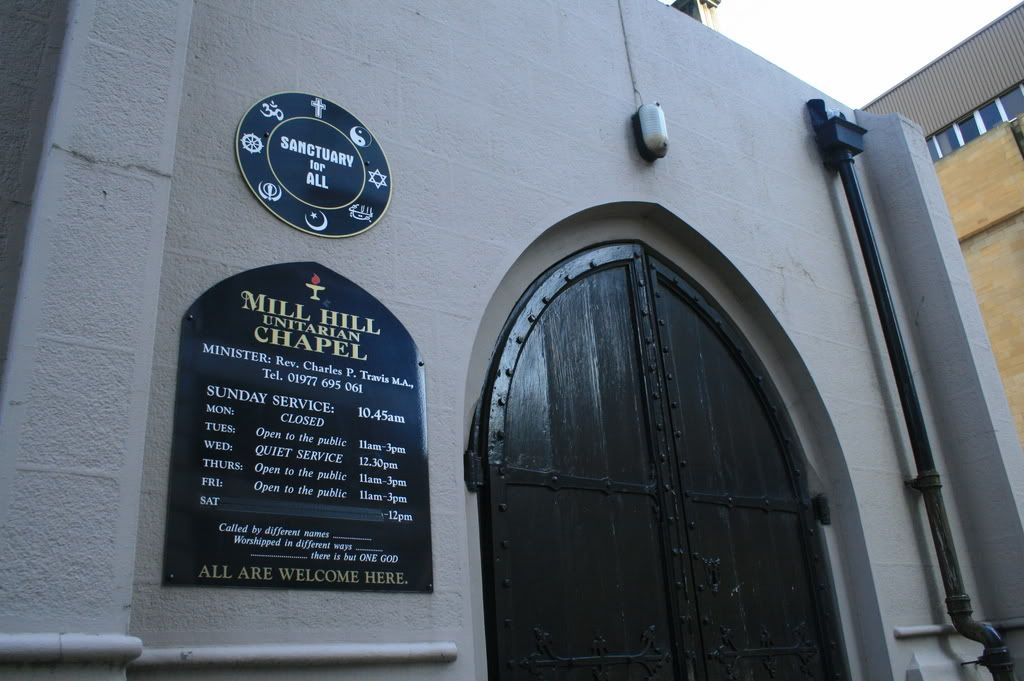 SANCTUARY
for
ALL
MILL HILL
UNITARIAN
CHAPEL
MINISTER: Rev. Charles P. Travis M.A.,
Tel. 01977 695 061
SUNDAY SERVICE: 10.45am
MON: CLOSED
TUES: Open to the public 11am-3pm
WED: QUIET SERVICE 12.30pm
THURS: Open to the public 11am-3pm
FRI: Open to the public 11am-3pm
SAT -12pm
Called by different names ..............
Worshipped in different ways ..........
..................... there is but ONE GOD
ALL ARE WELCOME HERE.